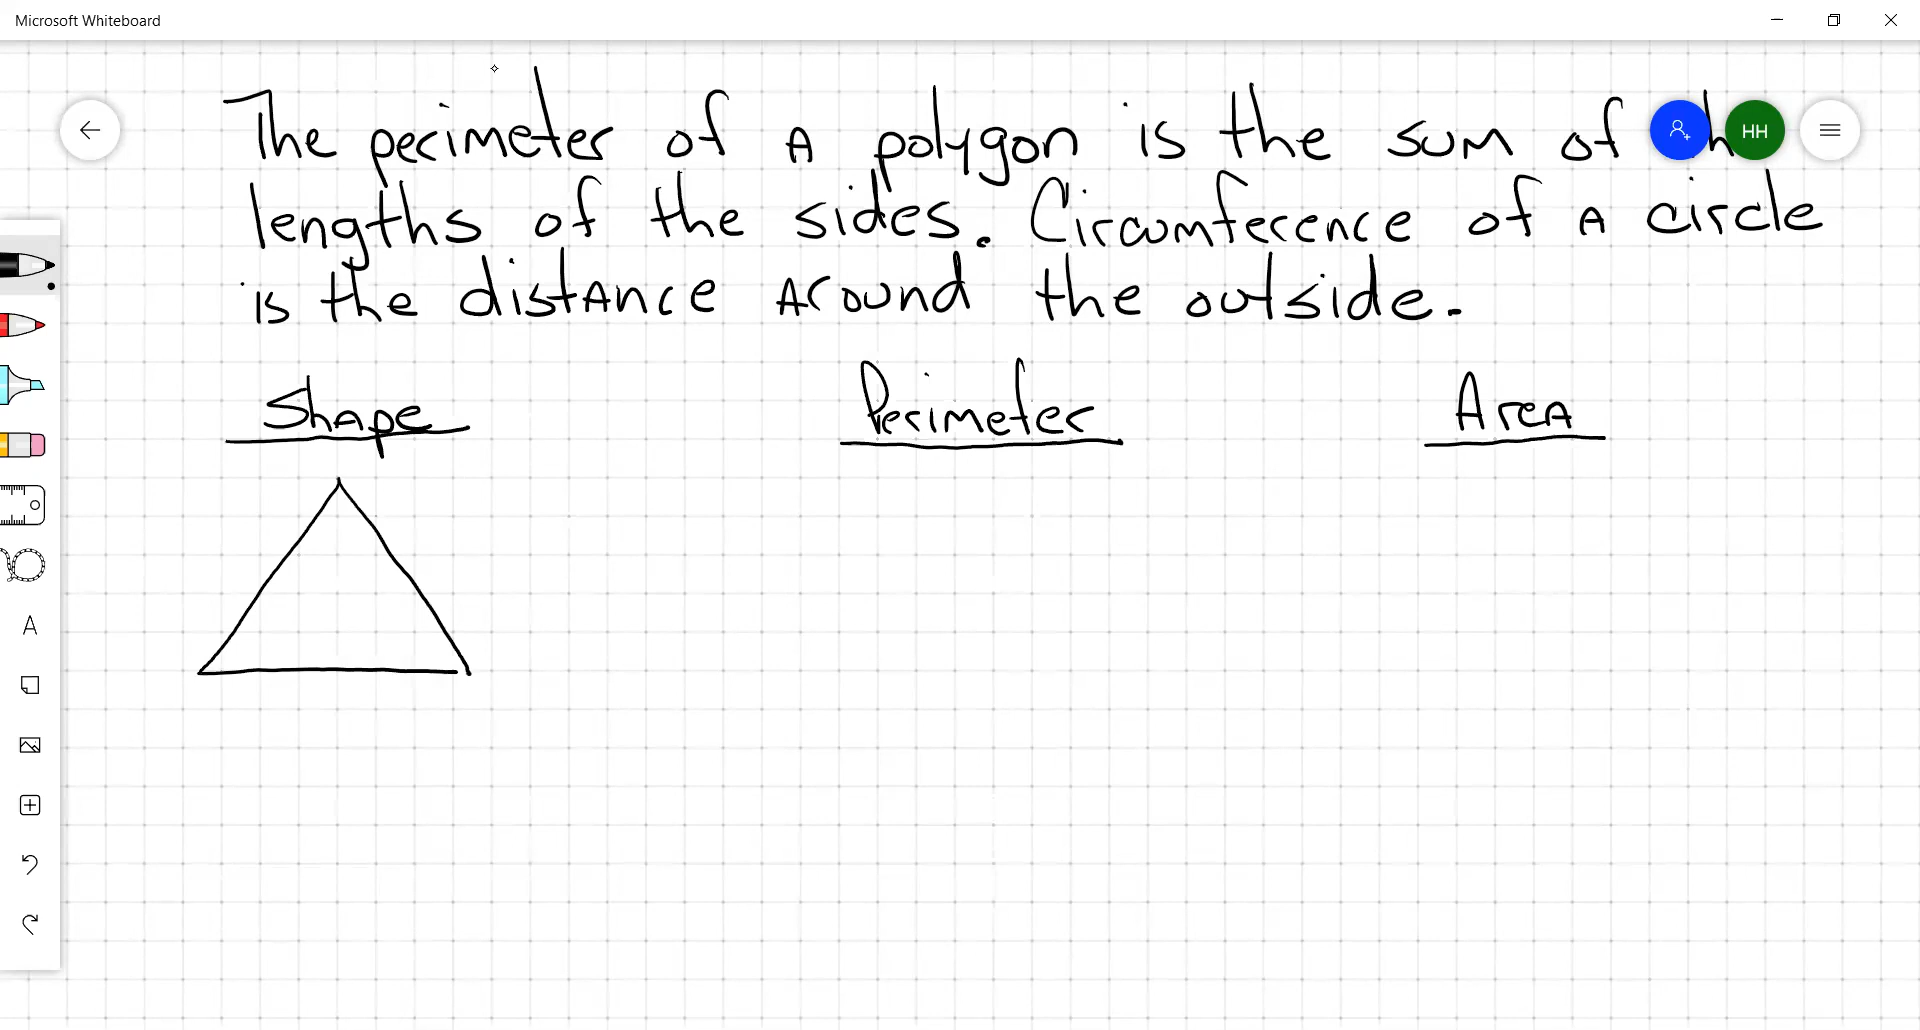 Microsoft Whiteboard
The perimeter of A polygon is the sum of
HH
lengths of the sides. Circumference of A circle
is the distAnce Around the outside.
ShApe Perimeter AreA
A